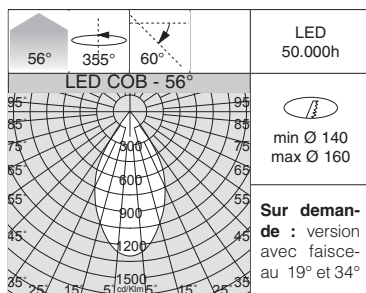 56° 355° 60°
LED
50.000h
LED COB - 56°
95° 95
85° 85
75° 300 75
65° 600 65
900
45° 1200 45
35° 25° 15° 5° 1500 cd/Klm 5° 15° 25° 35
min Ø 140
max Ø 160
Sur deman-
de : version
avec faisce-
au 19° et 34°